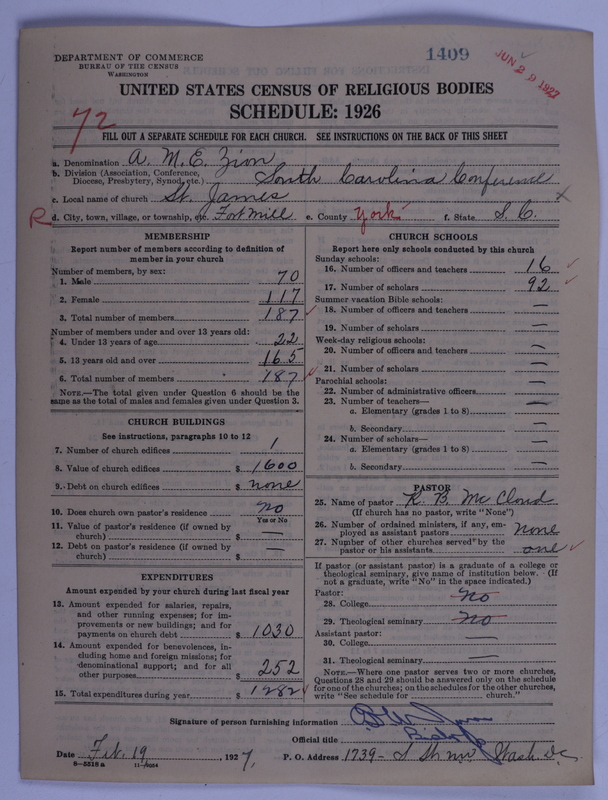 DEPARTMENT OF COMMERCE
BUREAU OF THE CENSUS
WASHINGTON
1409
JUN 29 1927
UNITED STATES CENSUS OF RELIGIOUS BODIES
SCHEDULE: 1926
72
FILL OUT A SEPARATE SCHEDULE FOR EACH CHURCH. SEE INSTRUCTIONS ON THE BACK OF THIS SHEET
a. Denomination A. M. E. Zion
b. Division (Association, Conference, Diocese, Presbytery, Synod, etc.) South Carolina Conference
c. Local name of church St. James X
R d. City, town, village, or township, etc. Fort Mill e. County York f. State S. C.
MEMBERSHIP
Report number of members according to definition of
member in your church
Number of members, by sex:
1. Male 70
2. Female 117
3. Total number of members 187
Number of members under and over 13 years old:
4. Under 13 years of age 22
5. 13 years old and over 165
6. Total number of members 187
NOTE.—The total given under Question 6 should be
same as the total of males and females given under Question 3.
CHURCH BUILDINGS
See instructions, paragraphs 10 to 12
7. Number of church edifices 1
8. Value of church edifices $ 1600
9. Debt on church edifices $ none
10. Does church own pastor's residence no
Yes or No
11. Value of pastor's residence (if owned by
church) $ —
12. Debt on pastor's residence (if owned by
church) $ —
EXPENDITURES
Amount expended by your church during last fiscal year
13. Amount expended for salaries, repairs,
and other running expenses; for im-
provements or new buildings; and for
payments on church debt $ 1030
14. Amount expended for benevolences, in-
cluding home and foreign missions; for
denominational support; and for all
other purposes $ 252
15. Total expenditures during year $ 1282
CHURCH SCHOOLS
Report here only schools conducted by this church
Sunday schools:
16. Number of officers and teachers 16
17. Number of scholars 92
Summer vacation Bible schools:
18. Number of officers and teachers —
19. Number of scholars —
Week-day religious schools:
20. Number of officers and teachers —
21. Number of scholars —
Parochial schools:
22. Number of administrative officers —
23. Number of teachers—
a. Elementary (grades 1 to 8) —
b. Secondary —
24. Number of scholars—
a. Elementary (grades 1 to 8) —
b. Secondary —
PASTOR
25. Name of pastor R. B. McCloud
(If church has no pastor, write "None")
26. Number of ordained ministers, if any, em-
ployed as assistant pastors none
27. Number of other churches served by the
pastor or his assistants one
If pastor (or assistant pastor) is a graduate of a college or
theological seminary, give name of institution below. (If
not a graduate, write "No" in the space indicated.)
Pastor:
28. College no
29. Theological seminary no
Assistant pastor:
30. College —
31. Theological seminary —
NOTE.—Where one pastor serves two or more churches,
Questions 28 and 29 should be answered only on the schedule
for one of the churches; on the schedules for the other churches,
write "See schedule for church."
Signature of person furnishing information
Official title Bishop
Date Feb. 19, 1927. P. O. Address 1739- S St. nw Wash. D.C.
8—5518 a 11—9084